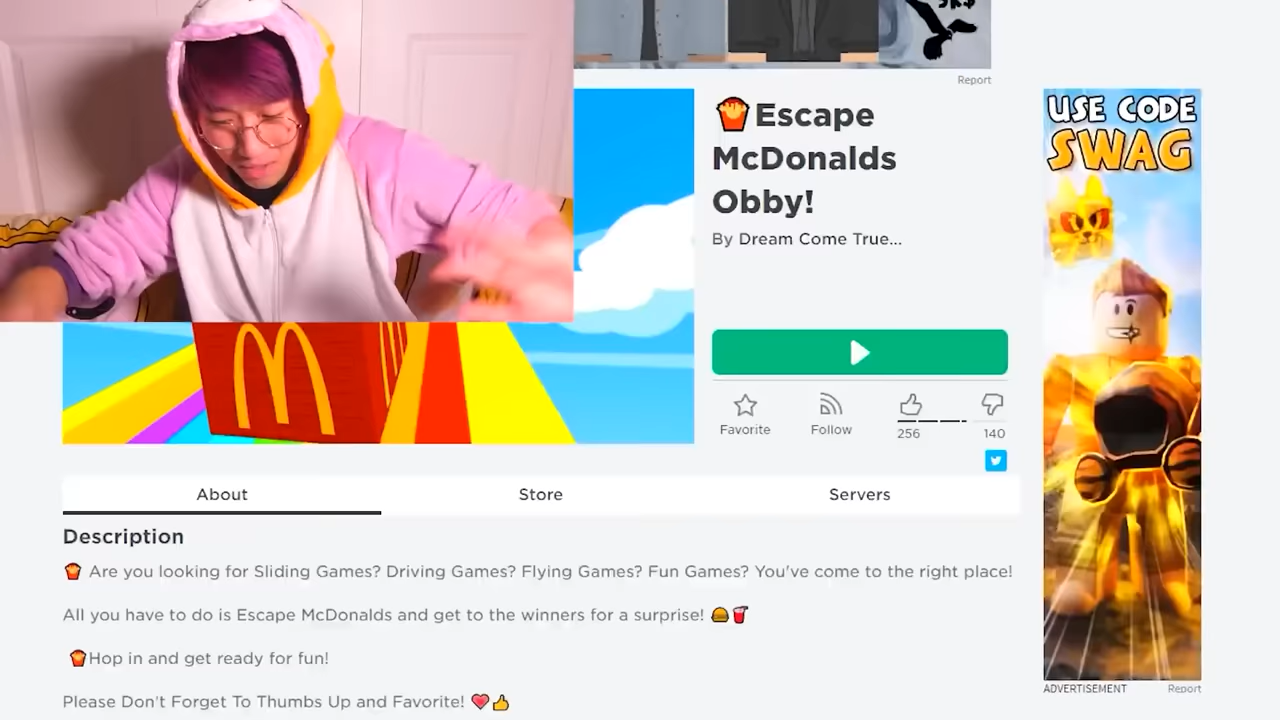 Report
🍟Escape
McDonalds
Obby!
By Dream Come True...
Favorite
Follow
256
140
About
Store
Servers
Description
🍟 Are you looking for Sliding Games? Driving Games? Flying Games? Fun Games? You've come to the right place!
All you have to do is Escape McDonalds and get to the winners for a surprise! 🍔🥤
🍟Hop in and get ready for fun!
Please Don't Forget To Thumbs Up and Favorite! ❤️👍
USE CODE
SWAG
ADVERTISEMENT
Report